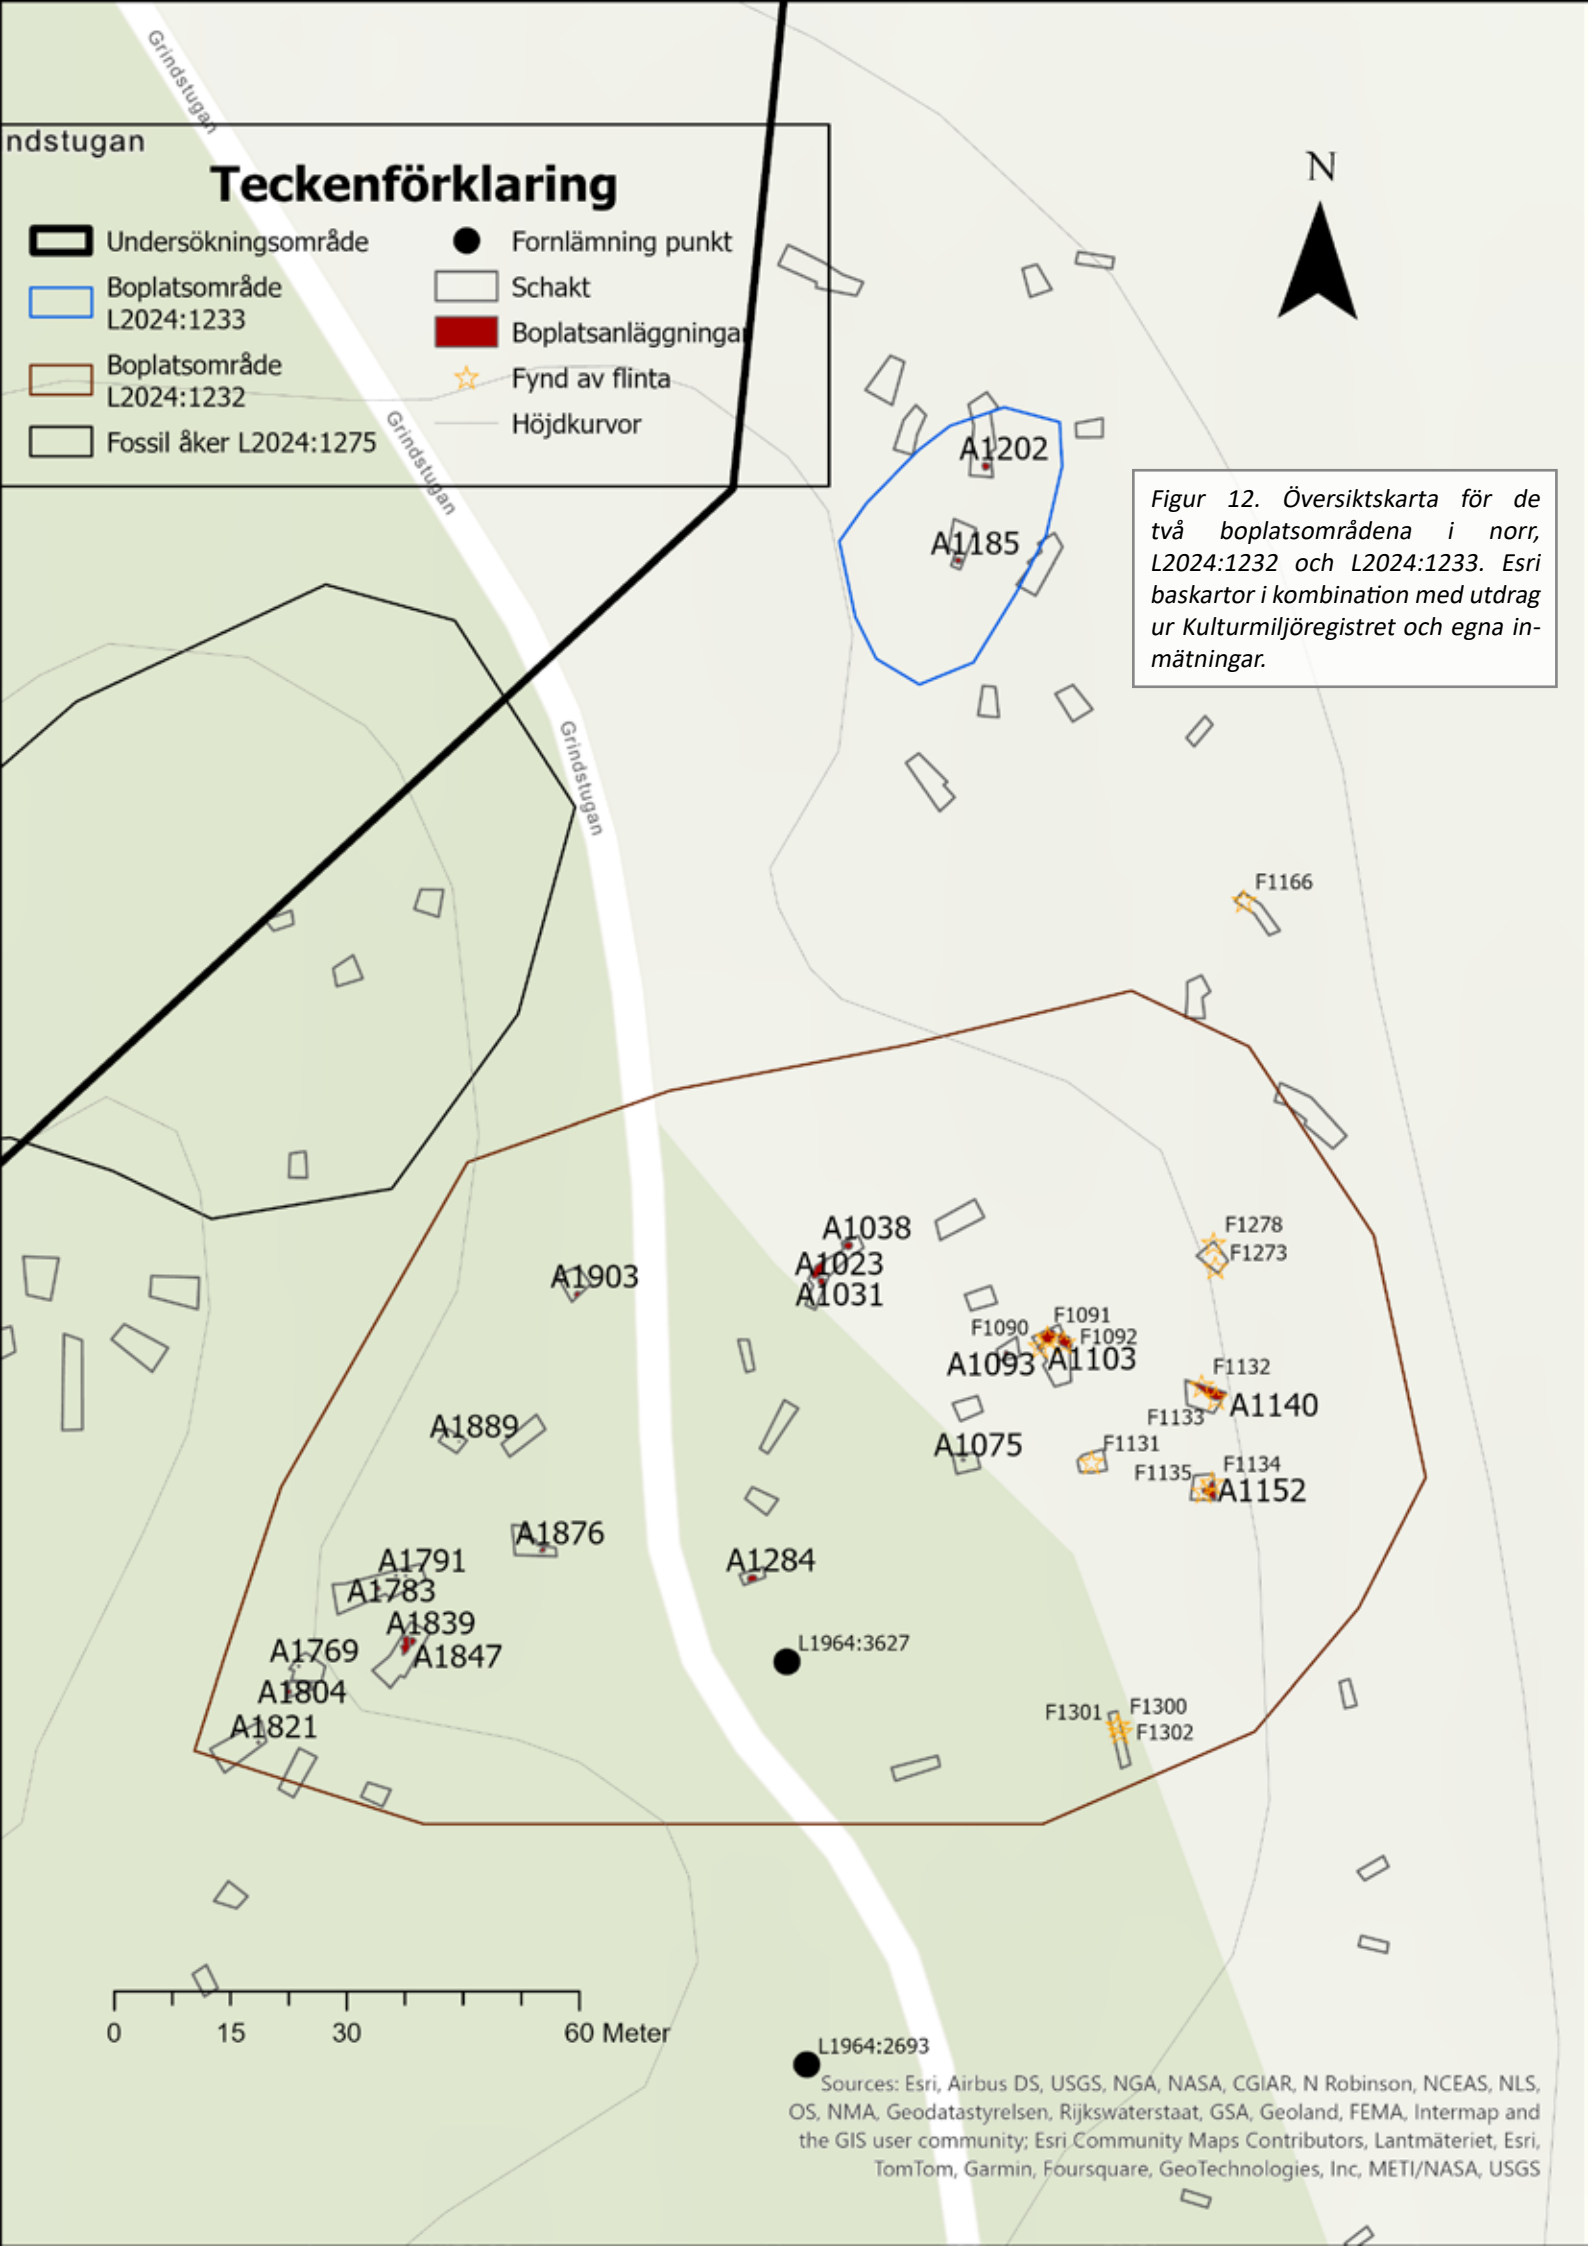 Grindstugan
ndstugan
Teckenförklaring
Undersökningsområde
Boplatsområde
L2024:1233
Boplatsområde
L2024:1232
Fossil åker L2024:1275
Fornlämning punkt
Schakt
Boplatsanläggningar
Fynd av flinta
Höjdkurvor
N
Grindstugan
A1202
A1185
Figur 12. Översiktskarta för de
två boplatsområdena i norr,
L2024:1232 och L2024:1233. Esri
baskartor i kombination med utdrag
ur Kulturmiljöregistret och egna in-
mätningar.
Grindstugan
F1166
A1038
A1023
A1031
A1903
F1278
F1273
F1091
F1090
F1092
A1093
A1103
F1132
A1140
F1133
A1889
A1075
F1131
F1134
F1135
A1152
A1876
A1284
A1791
A1783
A1839
A1847
A1769
A1804
A1821
L1964:3627
F1301
F1300
F1302
0 15 30 60 Meter
L1964:2693
Sources: Esri, Airbus DS, USGS, NGA, NASA, CGIAR, N Robinson, NCEAS, NLS,
OS, NMA, Geodatastyrelsen, Rijkswaterstaat, GSA, Geoland, FEMA, Intermap and
the GIS user community; Esri Community Maps Contributors, Lantmäteriet, Esri,
TomTom, Garmin, Foursquare, GeoTechnologies, Inc, METI/NASA, USGS